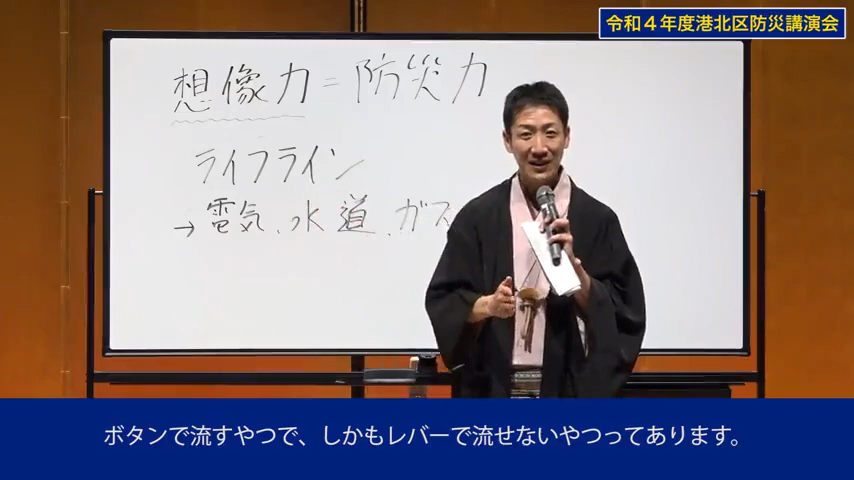 令和４年度港北区防災講演会
想像力=防災力
ライフライン
→電気、水道、ガス
ボタンで流すやつで、しかもレバーで流せないやつってあります。